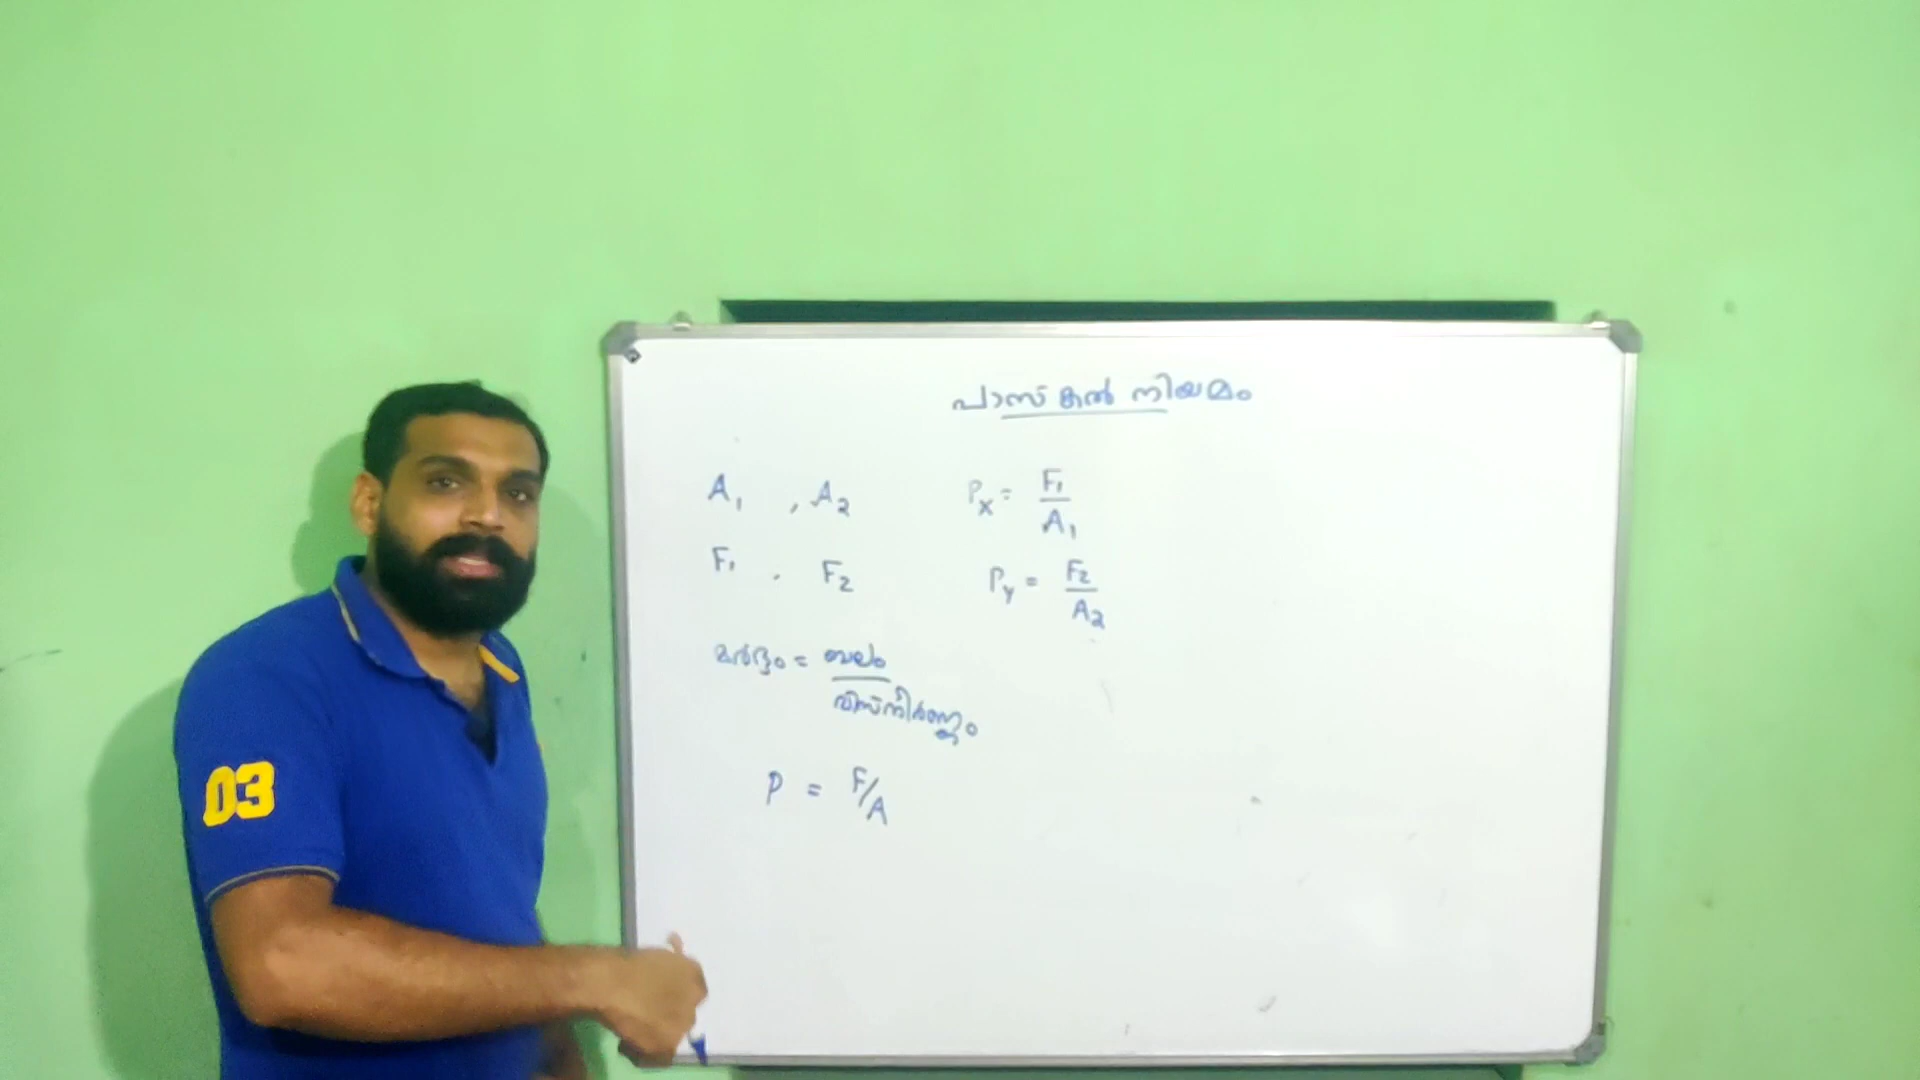 പാസ്കൽ നിയമം
A₁ , A₂
F₁ . F₂
Pₓ = F₁/A₁
Pᵧ = F₂/A₂
മർദ്ദം = ബലം
വിസ്തീർണ്ണം
P = F/A
03